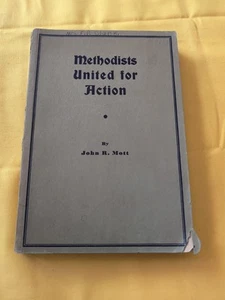 Methodists
United for
Action
By
John R. Mott